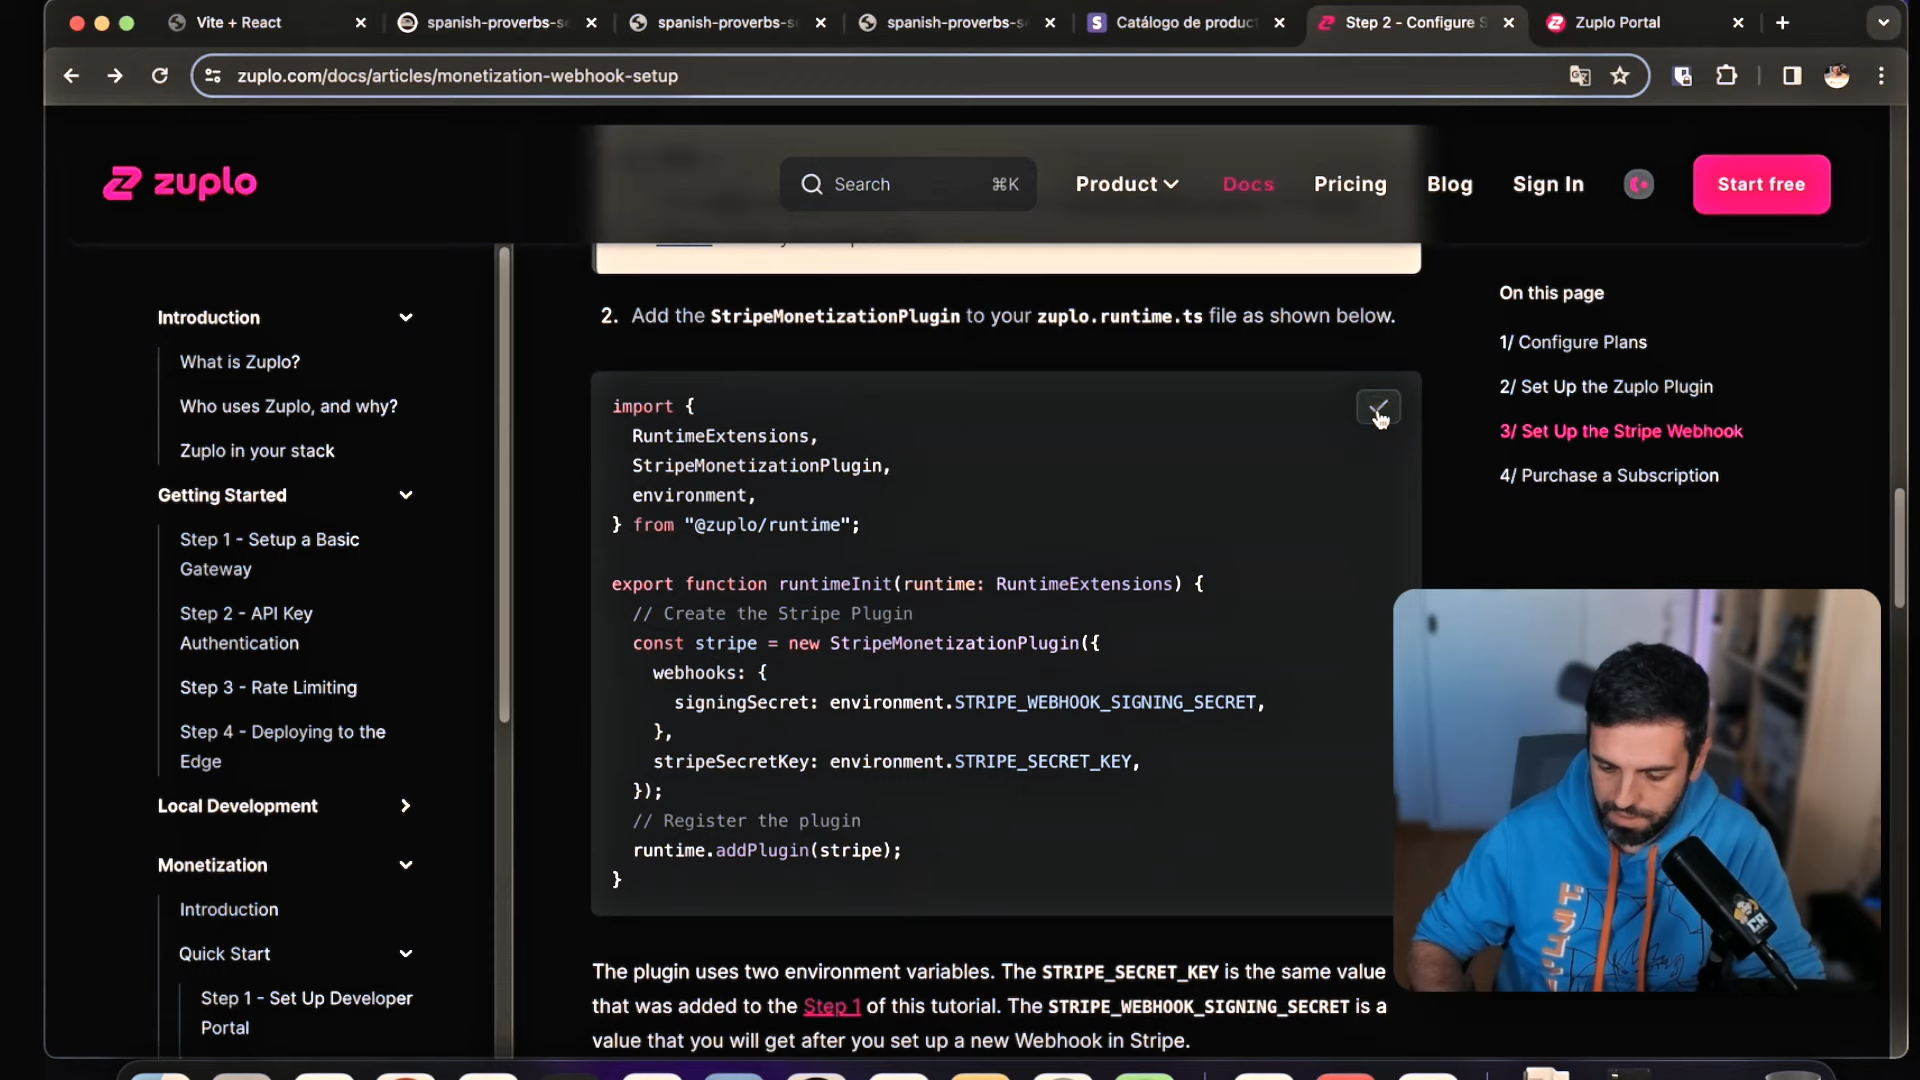 Vite + React
spanish-proverbs-s
spanish-proverbs-s
spanish-proverbs-s
Catálogo de produc
Step 2 - Configure S
Zuplo Portal
zuplo.com/docs/articles/monetization-webhook-setup
zuplo
Search ⌘K
Product
Docs
Pricing
Blog
Sign In
Start free
Introduction
What is Zuplo?
Who uses Zuplo, and why?
Zuplo in your stack
Getting Started
Step 1 - Setup a Basic
Gateway
Step 2 - API Key
Authentication
Step 3 - Rate Limiting
Step 4 - Deploying to the
Edge
Local Development
Monetization
Introduction
Quick Start
Step 1 - Set Up Developer
Portal
2. Add the StripeMonetizationPlugin to your zuplo.runtime.ts file as shown below.
import {
RuntimeExtensions,
StripeMonetizationPlugin,
environment,
} from "@zuplo/runtime";
export function runtimeInit(runtime: RuntimeExtensions) {
// Create the Stripe Plugin
const stripe = new StripeMonetizationPlugin({
webhooks: {
signingSecret: environment.STRIPE_WEBHOOK_SIGNING_SECRET,
},
stripeSecretKey: environment.STRIPE_SECRET_KEY,
});
// Register the plugin
runtime.addPlugin(stripe);
}
The plugin uses two environment variables. The STRIPE_SECRET_KEY is the same value
that was added to the Step 1 of this tutorial. The STRIPE_WEBHOOK_SIGNING_SECRET is a
value that you will get after you set up a new Webhook in Stripe.
On this page
1/ Configure Plans
2/ Set Up the Zuplo Plugin
3/ Set Up the Stripe Webhook
4/ Purchase a Subscription